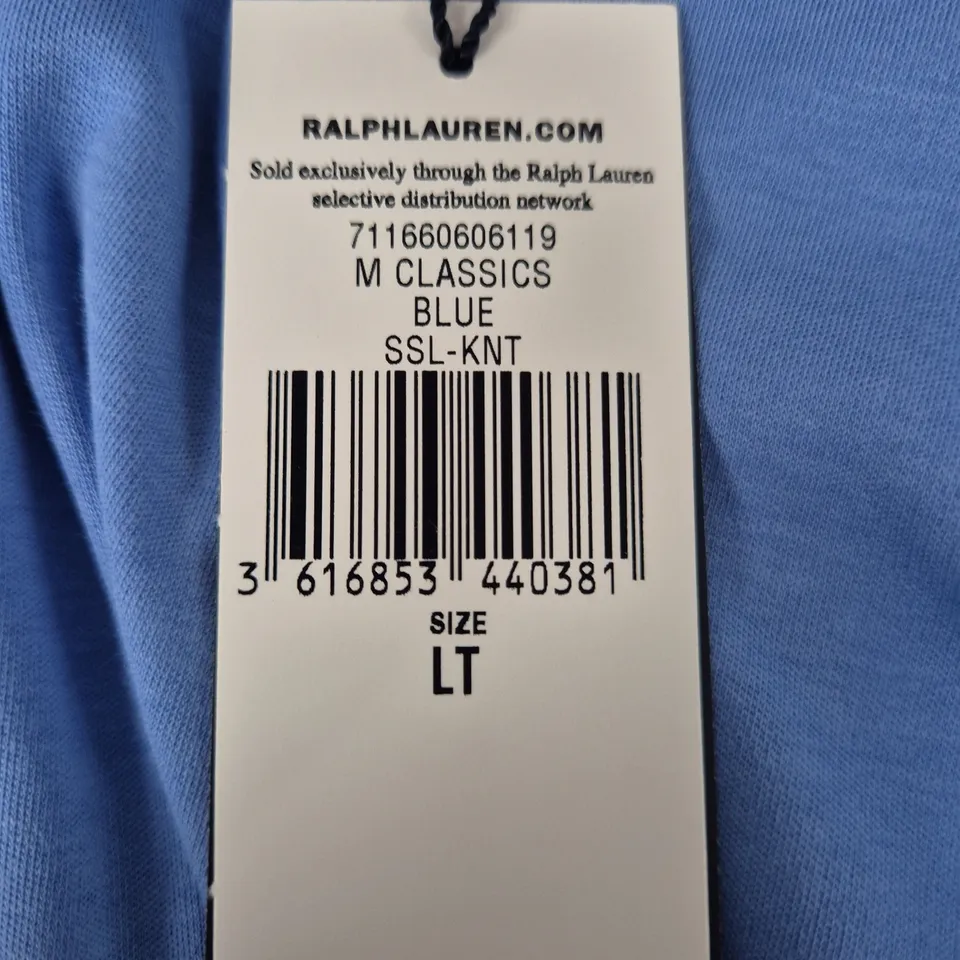 RALPHLAUREN.COM
Sold exclusively through the Ralph Lauren
selective distribution network
711660606119
M CLASSICS
BLUE
SSL-KNT
3 616853 440381
SIZE
LT